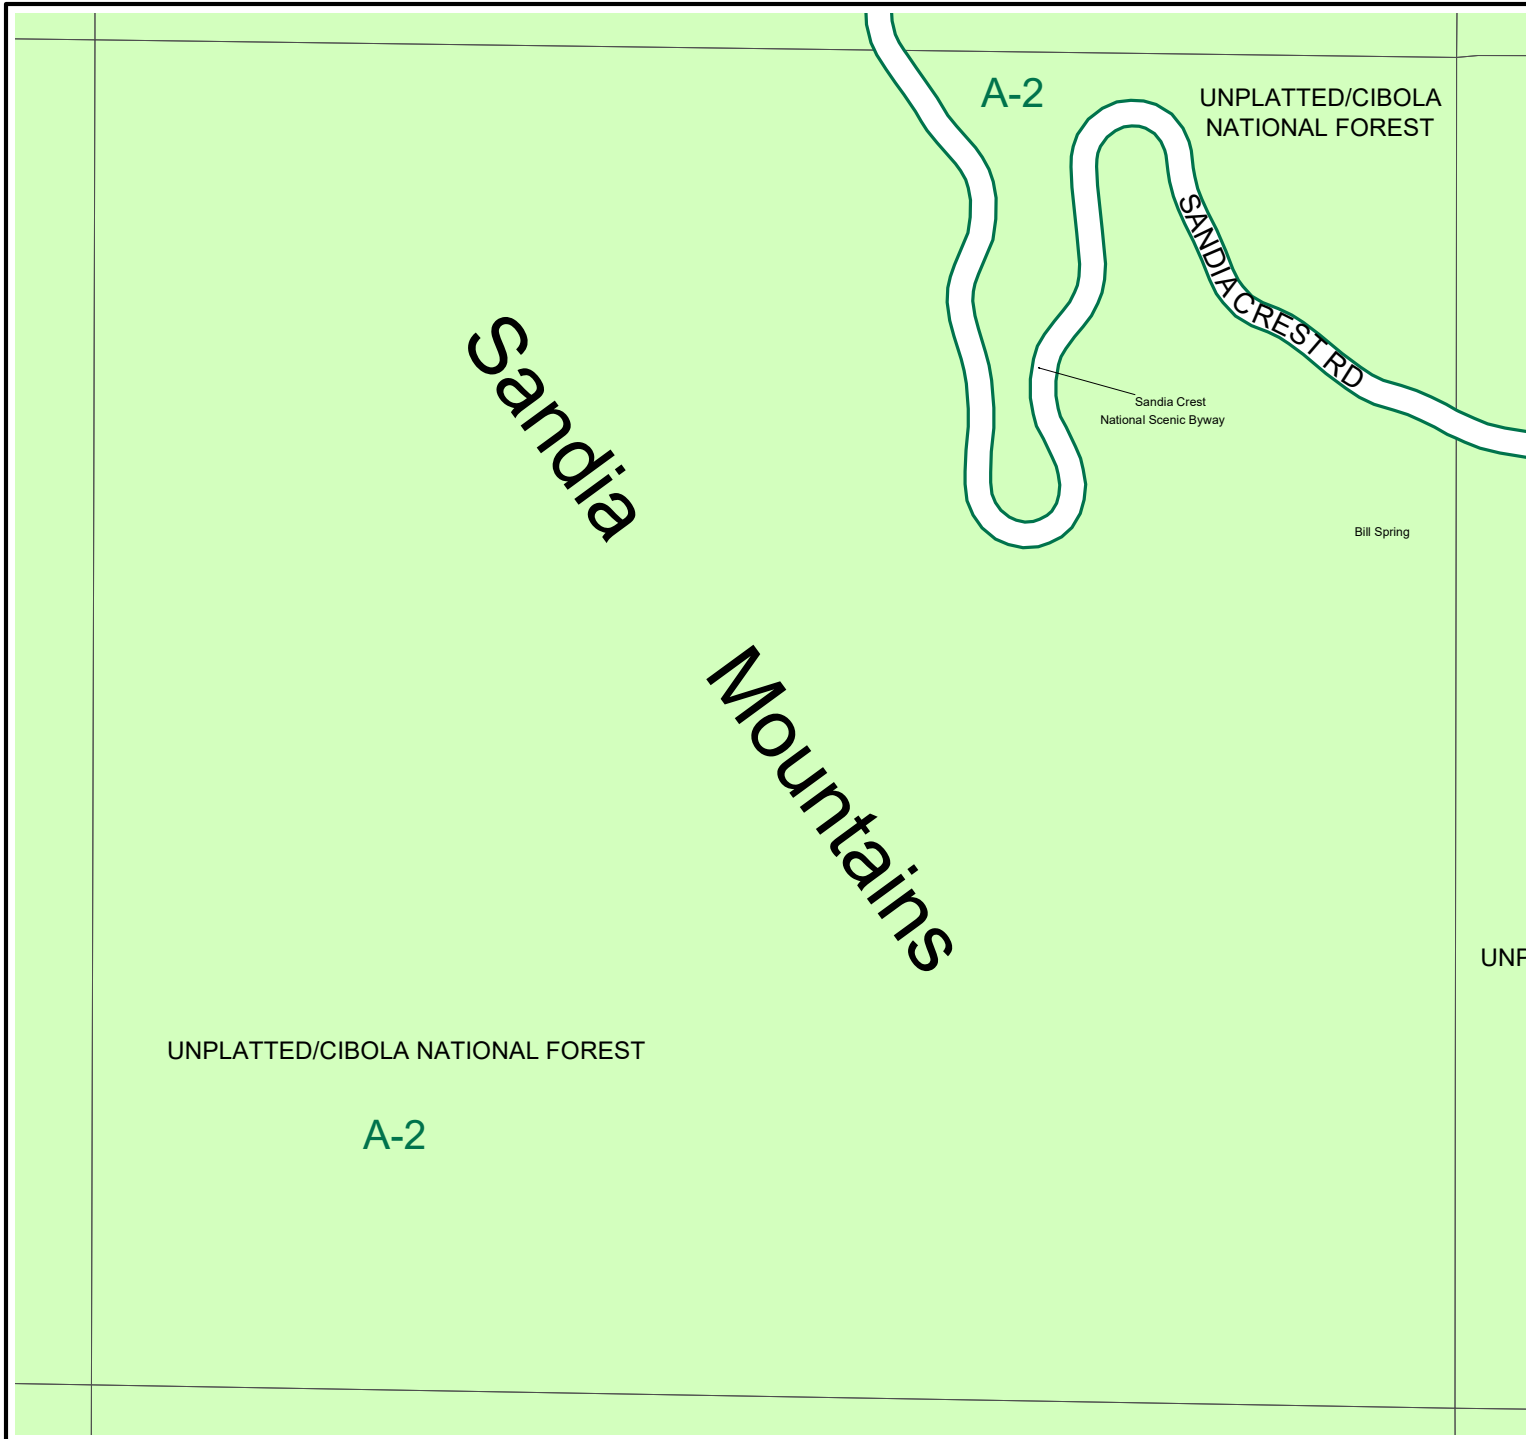 A-2
UNPLATTED/CIBOLA
NATIONAL FOREST
SANDIA CREST RD
Sandia
Sandia Crest
National Scenic Byway
Bill Spring
Mountains
UNPLATTED/CIBOLA NATIONAL FOREST
A-2